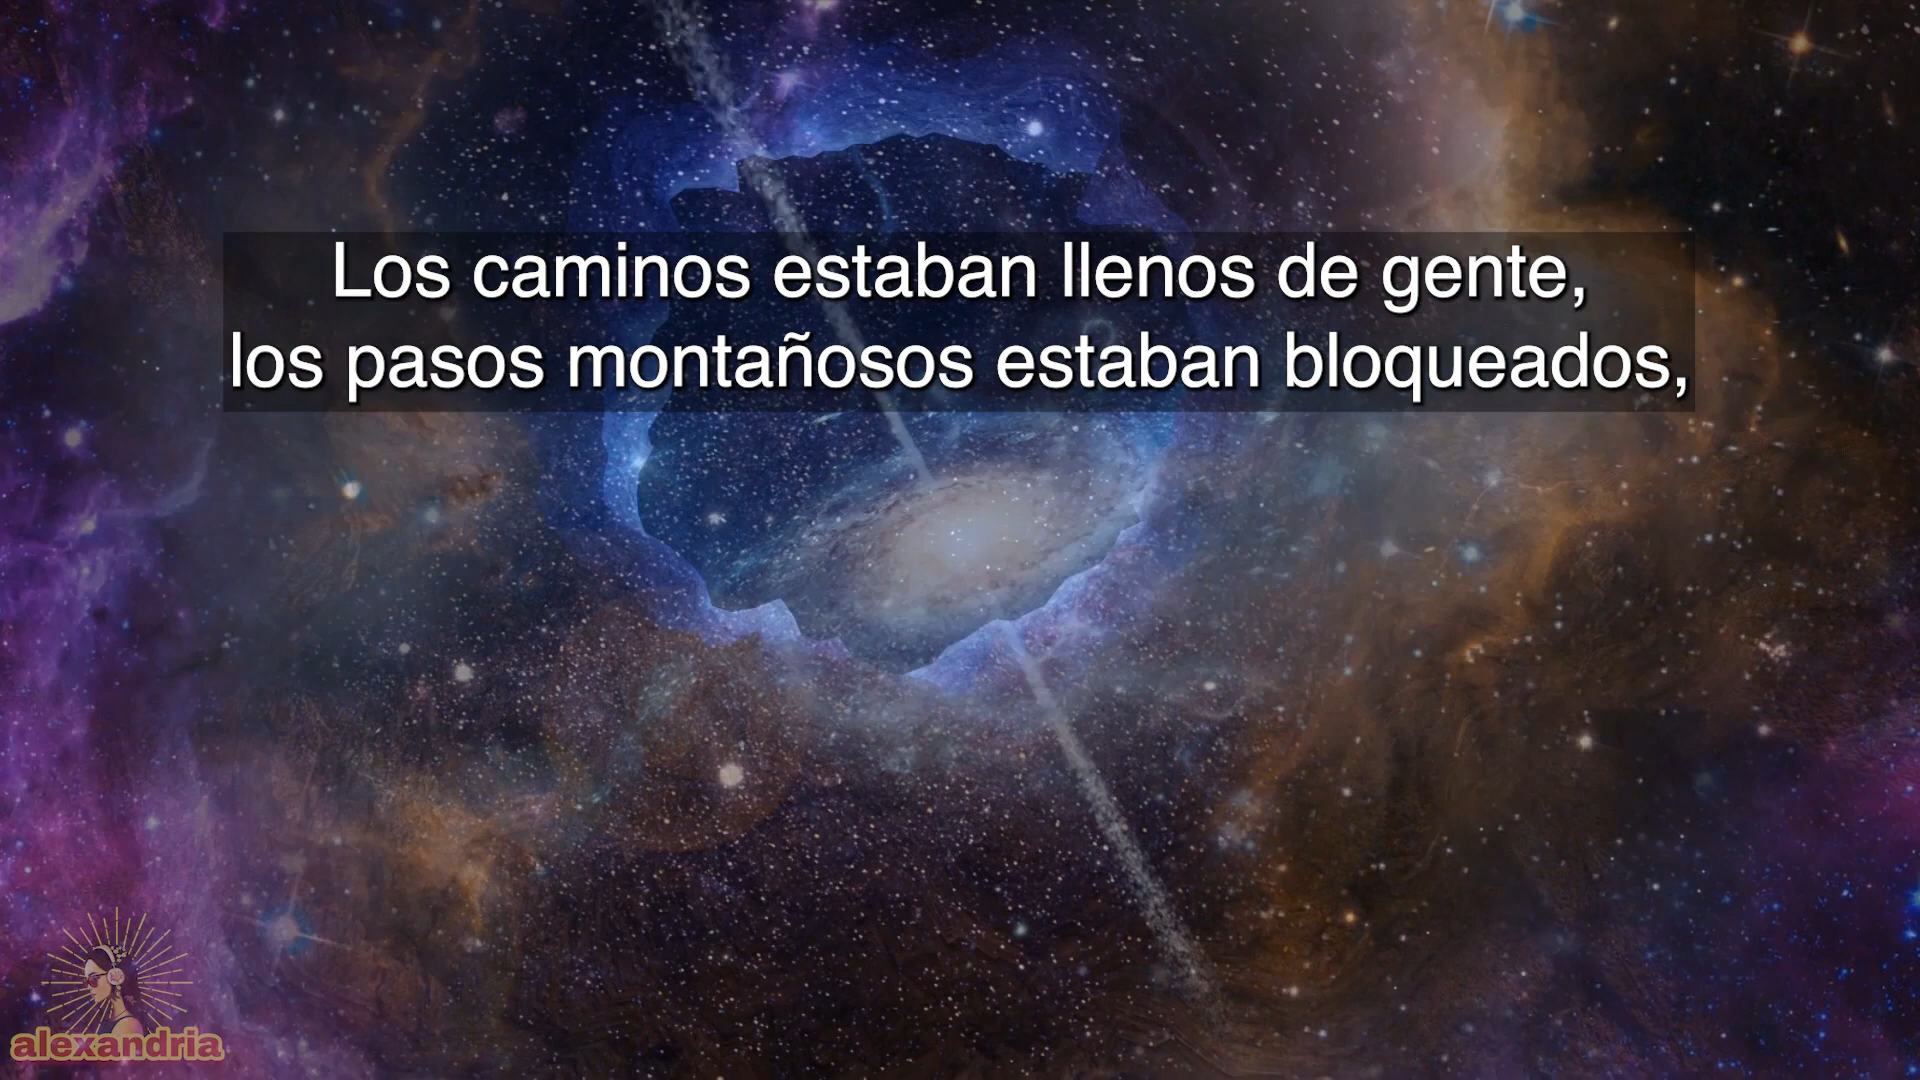 Los caminos estaban llenos de gente,
los pasos montañosos estaban bloqueados,
alexandria